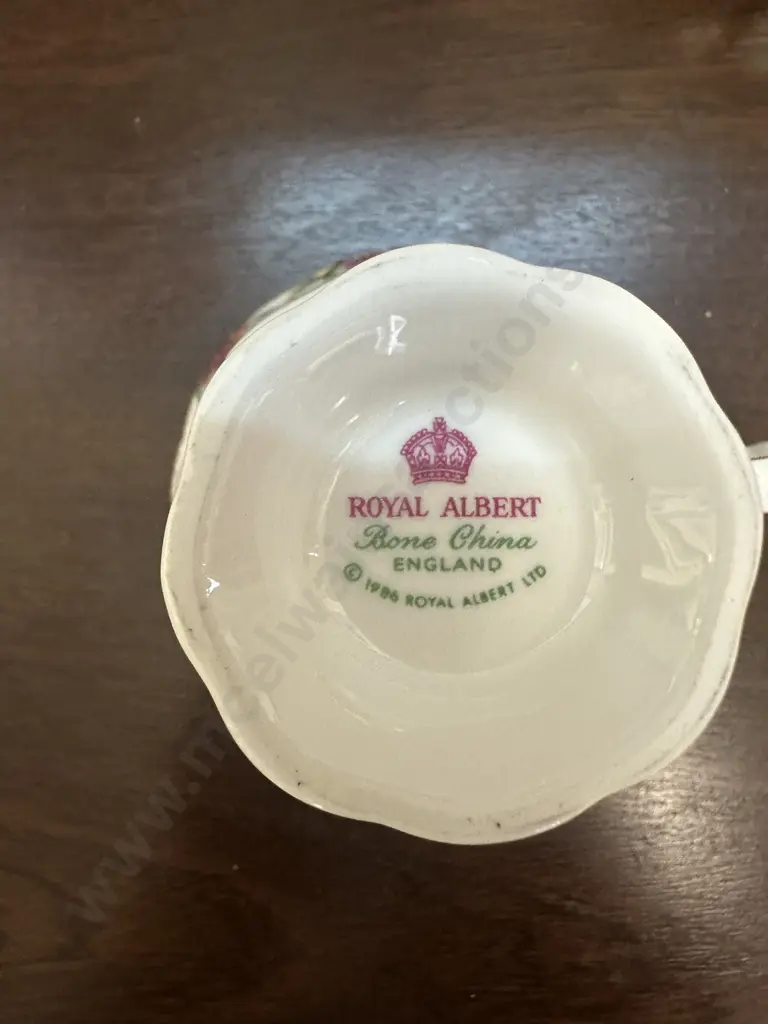 ROYAL ALBERT
Bone China
ENGLAND
© 1986 ROYAL ALBERT LTD